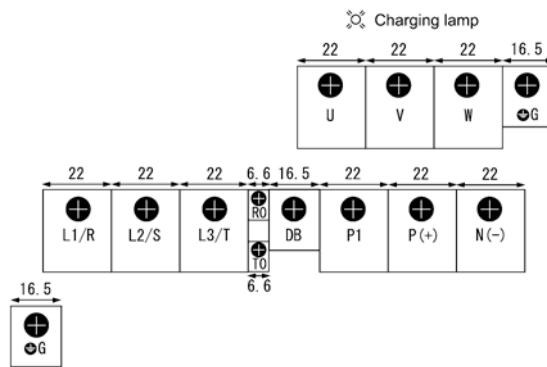 Charging lamp
22 22 22 16.5
U V W G
22 22 22 6.6 16.5 22 22 22
L1/R L2/S L3/T R0 DB P1 P(+) N(-)
T0
6.6
16.5
G